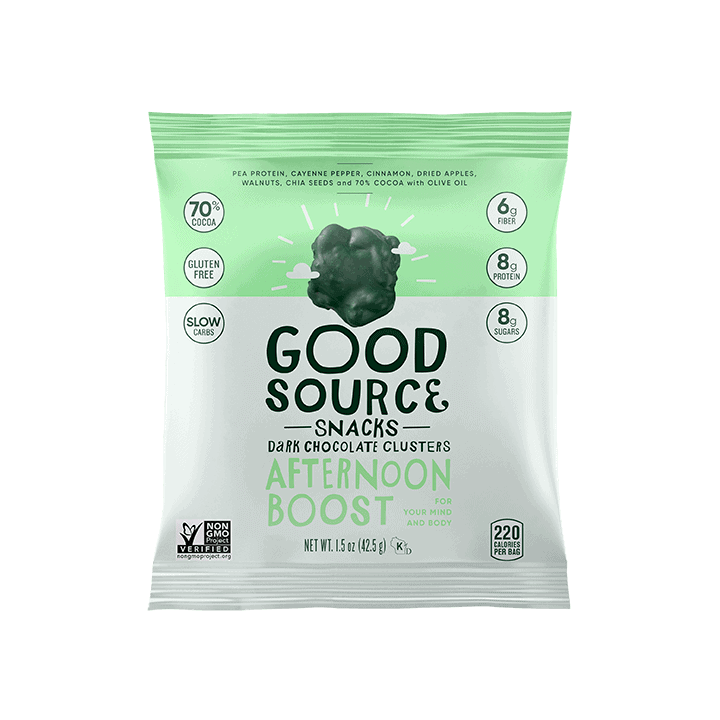 PEA PROTEIN, CAYENNE PEPPER, CINNAMON, DRIED APPLES,
WALNUTS, CHIA SEEDS and 70% COCOA with OLIVE OIL
70%
COCOA
GLUTEN
FREE
SLOW
CARBS
6g
FIBER
8g
PROTEIN
8g
SUGARS
GOOD
SOURCE
SNACKS
DARK CHOCOLATE CLUSTERS
AFTERNOON
BOOST
FOR
YOUR MIND
AND BODY
NON
GMO
Project
VERIFIED
nongmoproject.org
NET WT. 1.5 oz (42.5 g)
K
D
220
CALORIES
PER BAG